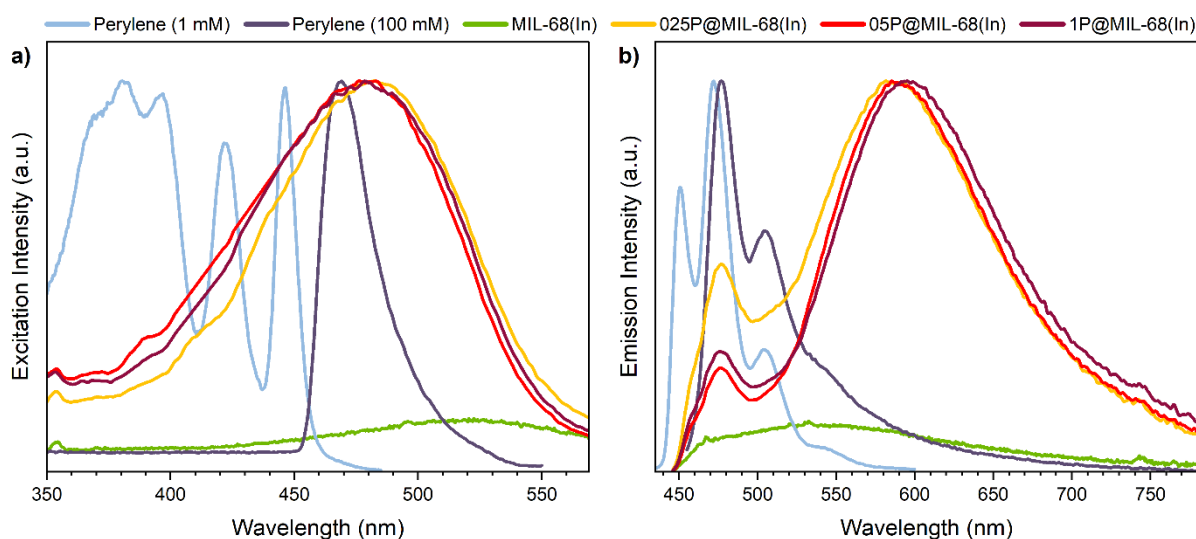 Perylene (1 mM) Perylene (100 mM) MIL-68(In) 025P@MIL-68(In) 05P@MIL-68(In) 1P@MIL-68(In)
a)
Excitation Intensity (a.u.)
350 400 450 500 550
Wavelength (nm)
b)
Emission Intensity (a.u.)
450 500 550 600 650 700 750
Wavelength (nm)